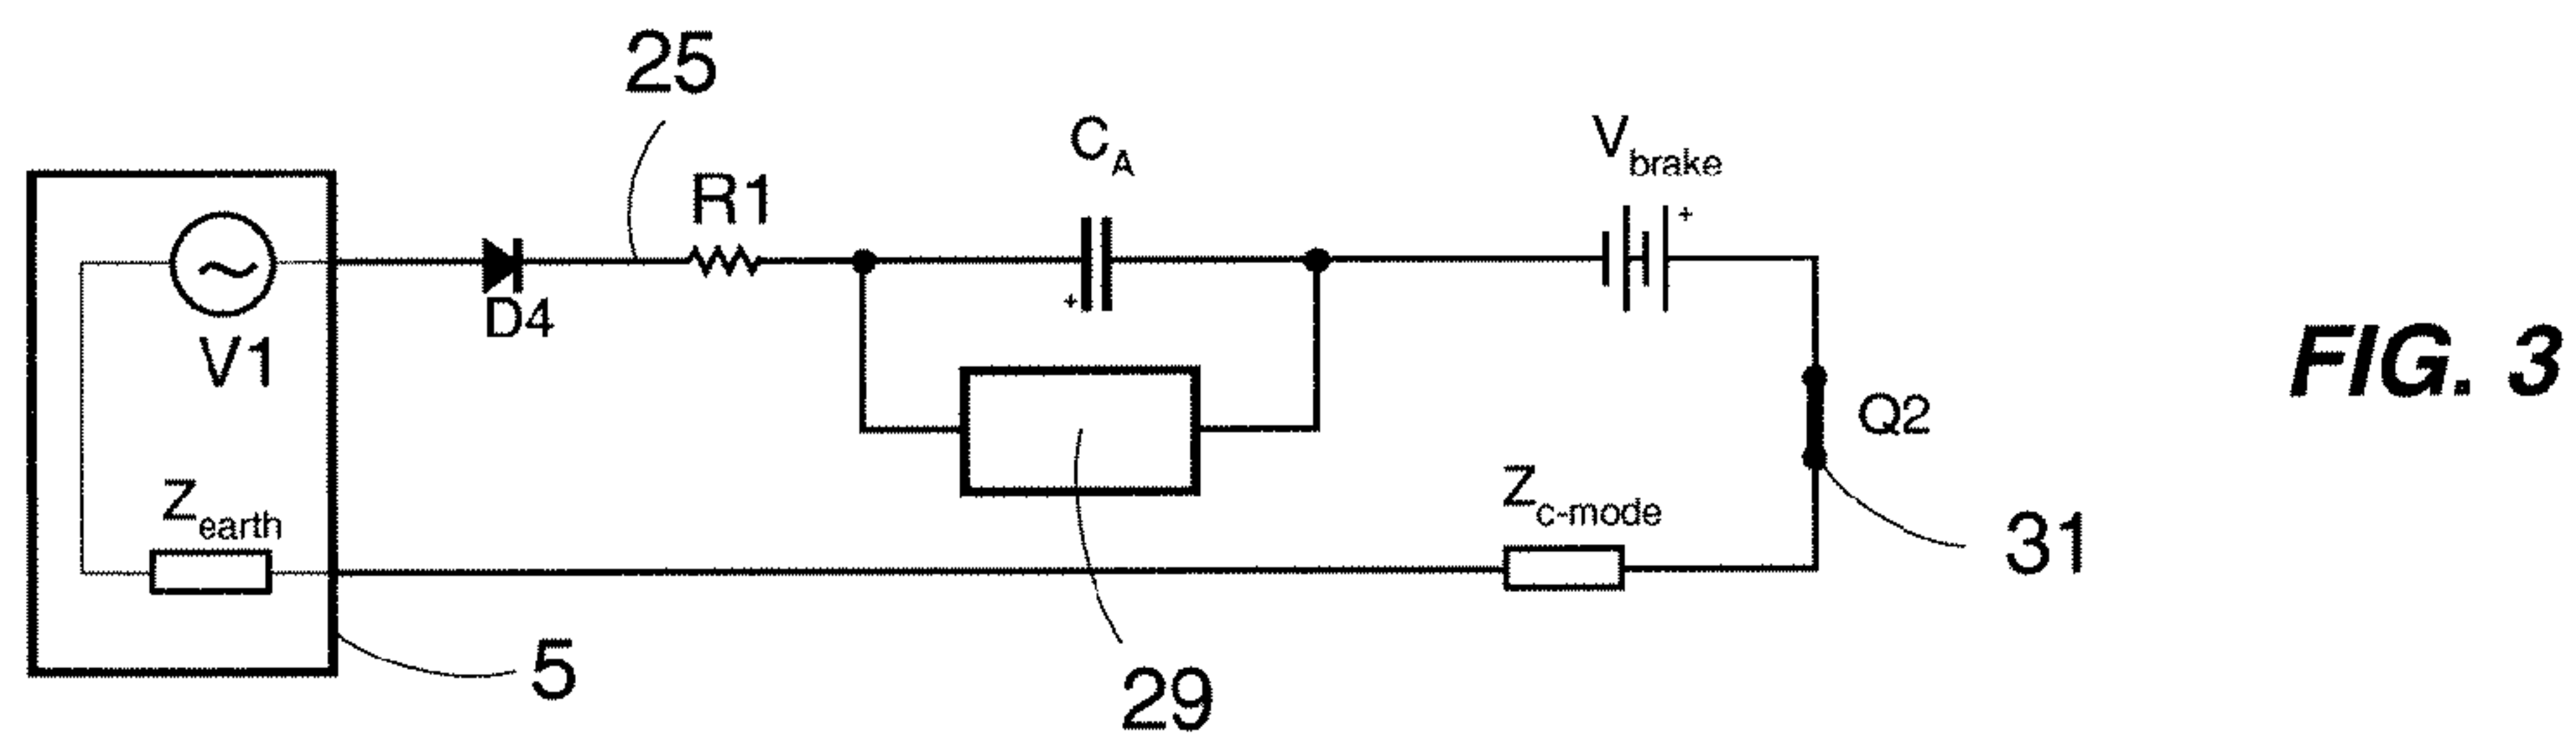 25
C_A
V_brake
+
R1
D4
+
V1
Q2
Z_earth
Z_c-mode
31
5
29
FIG. 3